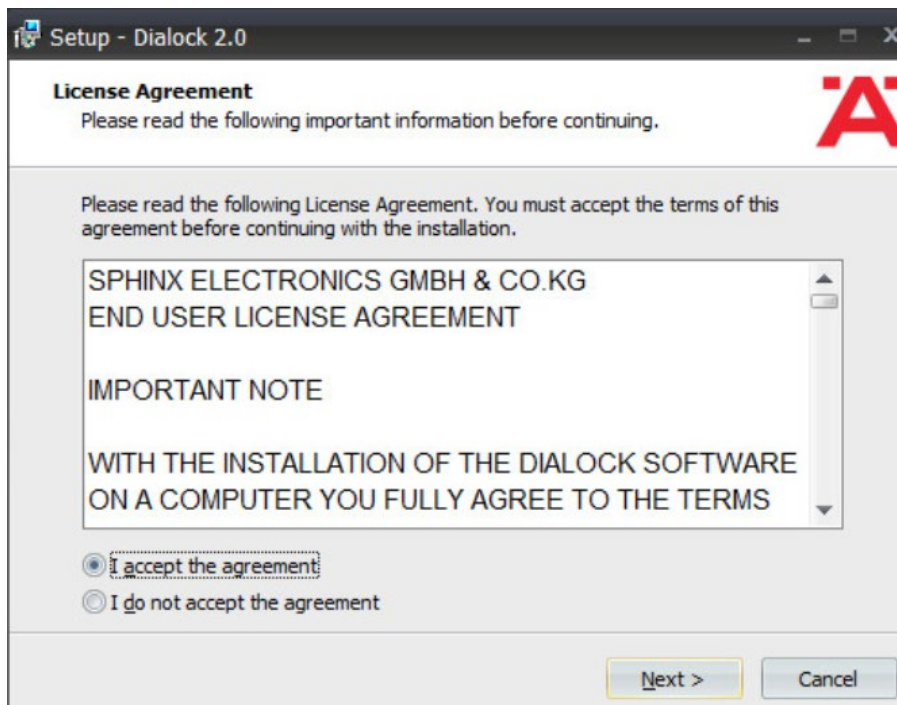 Setup - Dialock 2.0
License Agreement
Please read the following important information before continuing.
Please read the following License Agreement. You must accept the terms of this
agreement before continuing with the installation.
SPHINX ELECTRONICS GMBH & CO.KG
END USER LICENSE AGREEMENT
IMPORTANT NOTE
WITH THE INSTALLATION OF THE DIALOCK SOFTWARE
ON A COMPUTER YOU FULLY AGREE TO THE TERMS
I accept the agreement
I do not accept the agreement
Next >
Cancel